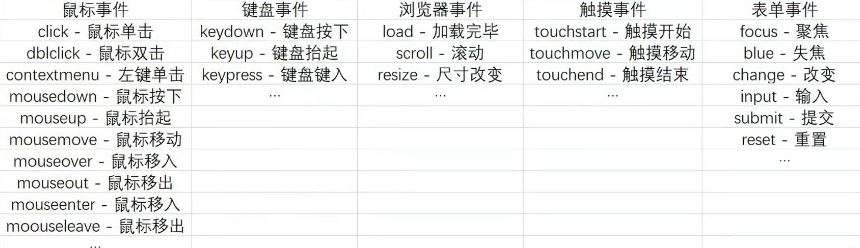 鼠标事件 键盘事件 浏览器事件 触摸事件 表单事件
click - 鼠标单击 keydown - 键盘按下 load - 加载完毕 touchstart - 触摸开始 focus - 聚焦
dblclick - 鼠标双击 keyup - 键盘抬起 scroll - 滚动 touchmove - 触摸移动 blue - 失焦
contextmenu - 左键单击 keypress - 键盘键入 resize - 尺寸改变 touchend - 触摸结束 change - 改变
mousedown - 鼠标按下 … … … input - 输入
mouseup - 鼠标抬起 submit - 提交
mousemove - 鼠标移动 reset - 重置
mouseover - 鼠标移入 …
mouseout - 鼠标移出
mouseenter - 鼠标移入
moouseleave - 鼠标移出
…